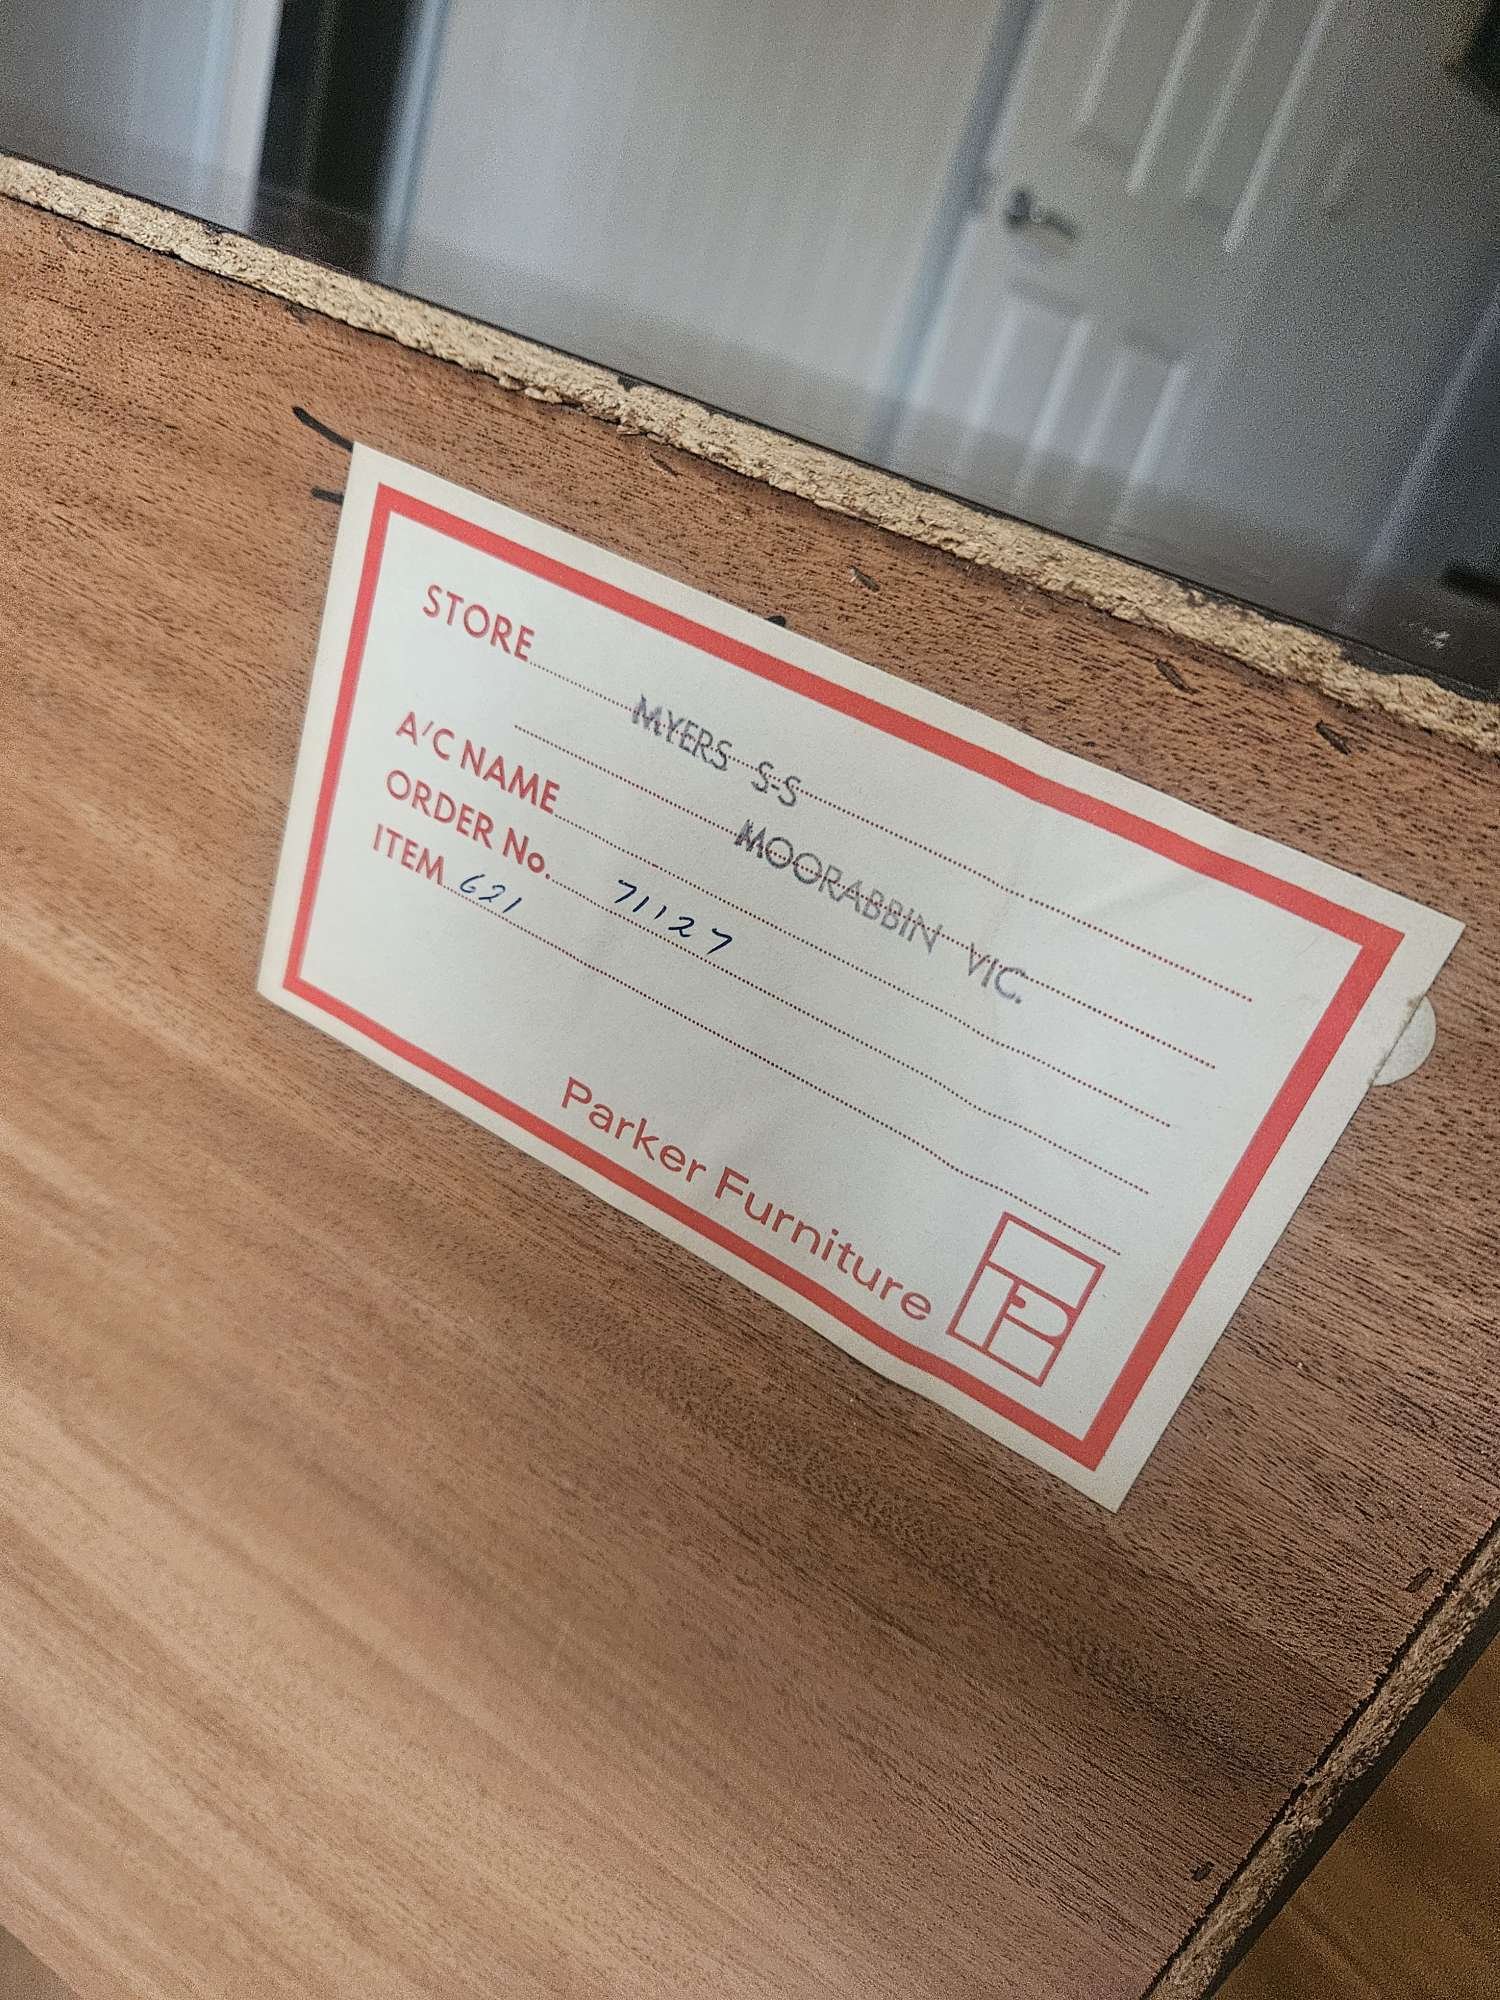 STORE MYERS S-S
MOORABBIN VIC.
A/C NAME
ORDER No. 71127
ITEM 621
Parker Furniture